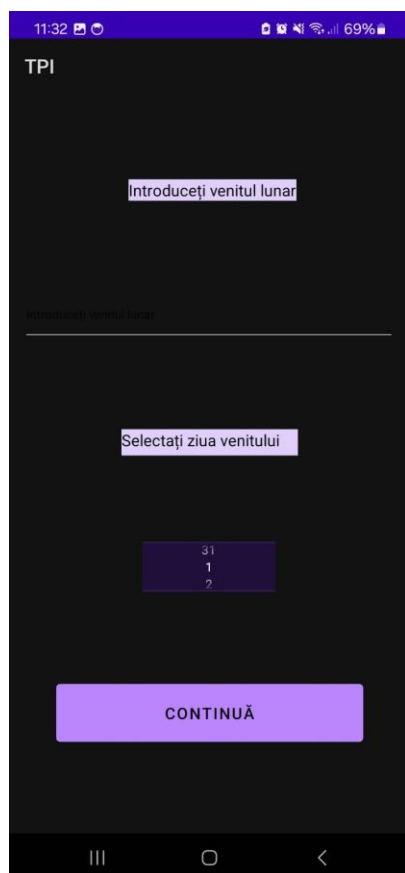 11:32 69%
TPI
Introduceți venitul lunar
Introduceți venitul lunar
Selectați ziua venitului
31
1
2
CONTINUĂ